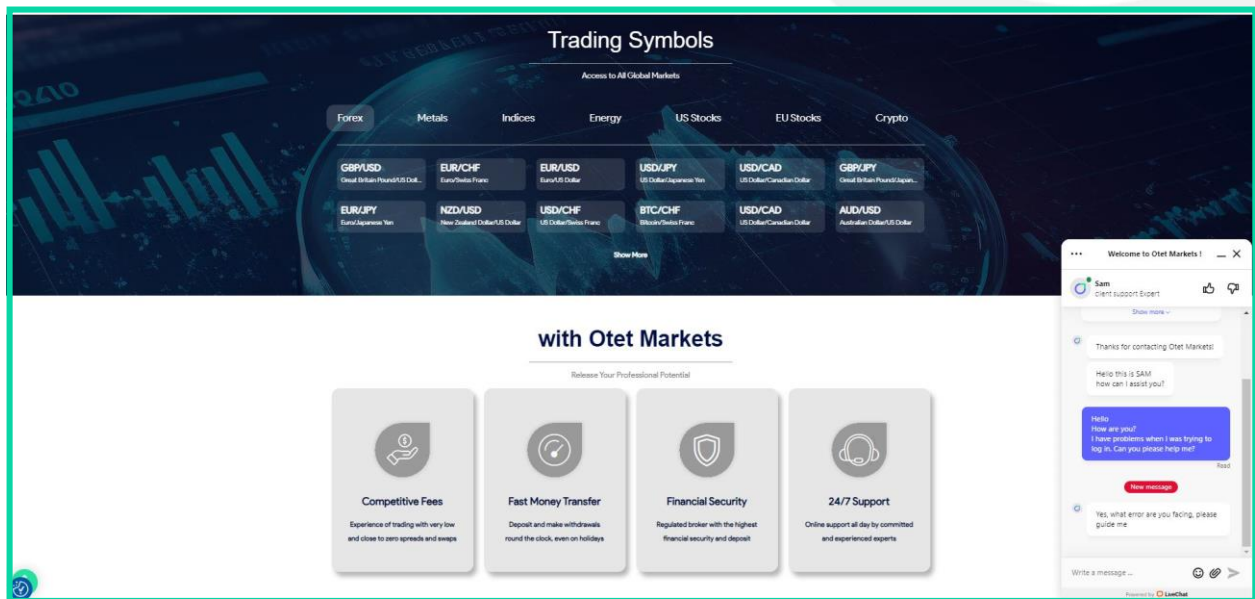 Trading Symbols
Access to All Global Markets
Forex Metals Indices Energy US Stocks EU Stocks Crypto
GBP/USD EUR/CHF EUR/USD USD/JPY USD/CAD GBP/JPY
Great Britain Pound/US Doll... Euro/Swiss Franc Euro/US Dollar US Dollar/Japanese Yen US Dollar/Canadian Dollar Great Britain Pound/Japan...
EUR/JPY NZD/USD USD/CHF BTC/CHF USD/CAD AUD/USD
Euro/Japanese Yen New Zealand Dollar/US Dollar US Dollar/Swiss Franc Bitcoin/Swiss Franc US Dollar/Canadian Dollar Australian Dollar/US Dollar
Show More
with Otet Markets
Release Your Professional Potential
Competitive Fees
Experience of trading with very low
and close to zero spreads and swaps
Fast Money Transfer
Deposit and make withdrawals
round the clock, even on holidays
Financial Security
Regulated broker with the highest
financial security and deposit
24/7 Support
Online support all day by committed
and experienced experts
Welcome to Otet Markets !
Sam
client support Expert
Show more
Thanks for contacting Otet Markets!
Hello this is SAM
how can I assist you?
Hello
How are you?
I have problems when I was trying to
log in. Can you please help me?
Read
New message
Yes, what error are you facing, please
guide me
Write a message ...
Powered by LiveChat